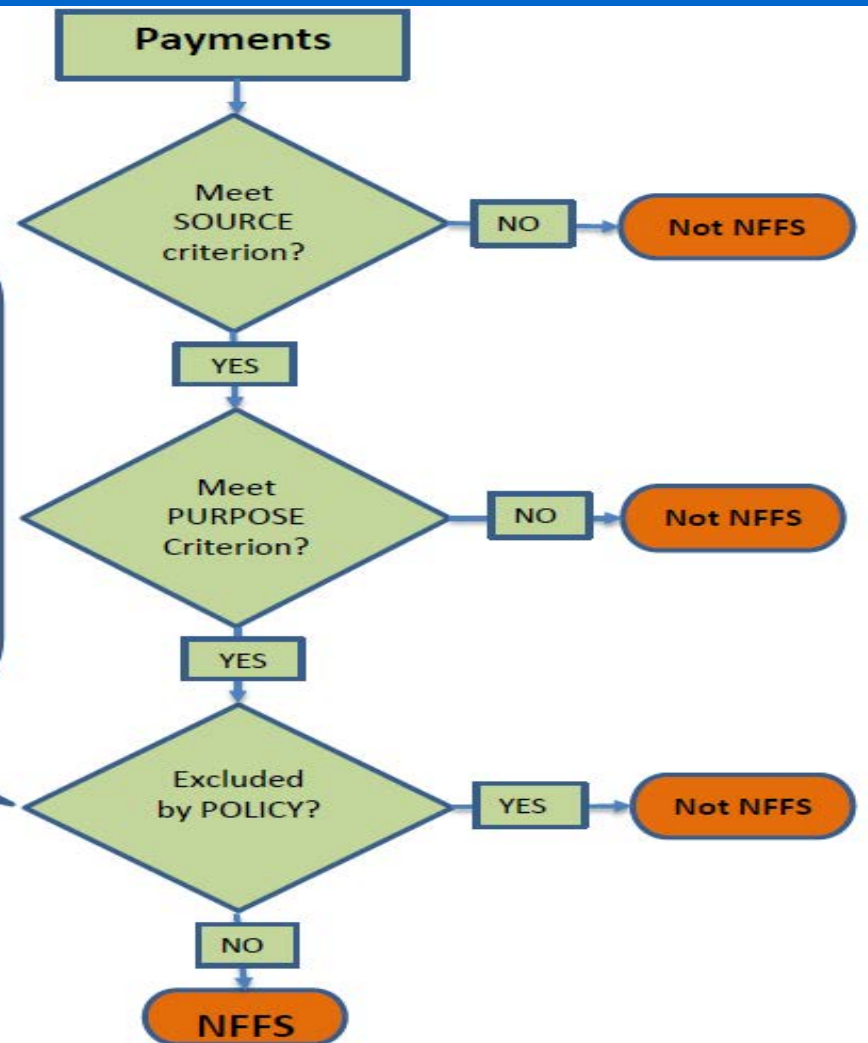 Payments
Meet
SOURCE
criterion?
NO
Not NFFS
YES
Meet
PURPOSE
Criterion?
NO
Not NFFS
YES
Excluded
by POLICY?
YES
Not NFFS
NO
NFFS